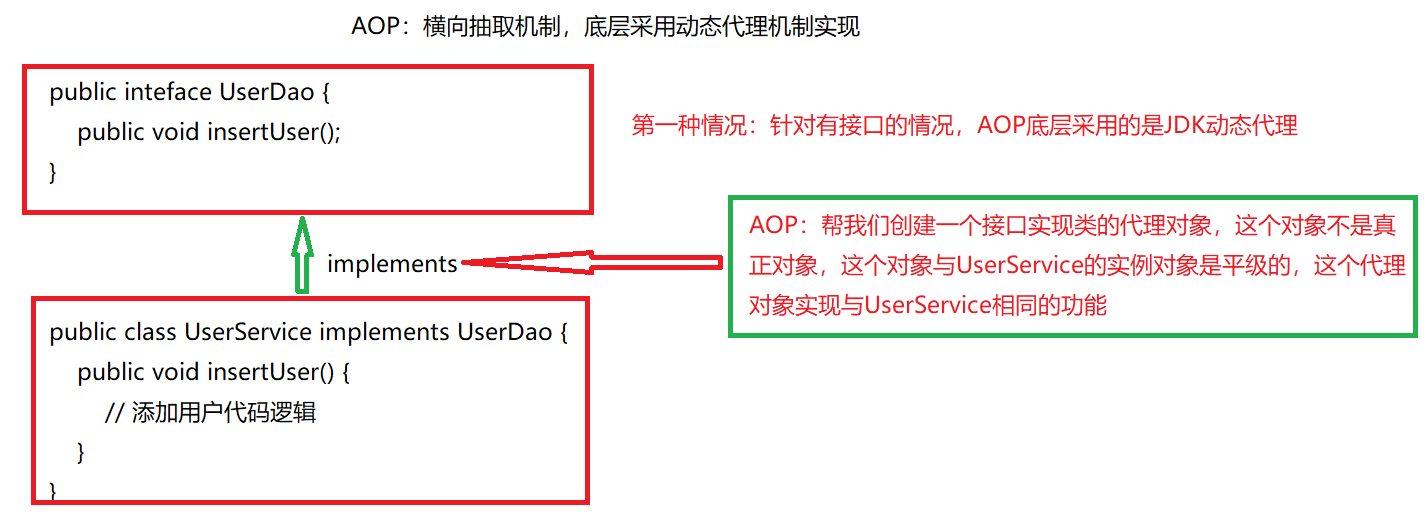 AOP：横向抽取机制，底层采用动态代理机制实现
public inteface UserDao {
public void insertUser();
}
第一种情况：针对有接口的情况，AOP底层采用的是JDK动态代理
implements
AOP：帮我们创建一个接口实现类的代理对象，这个对象不是真
正对象，这个对象与UserService的实例对象是平级的，这个代理
对象实现与UserService相同的功能
public class UserService implements UserDao {
public void insertUser() {
// 添加用户代码逻辑
}
}